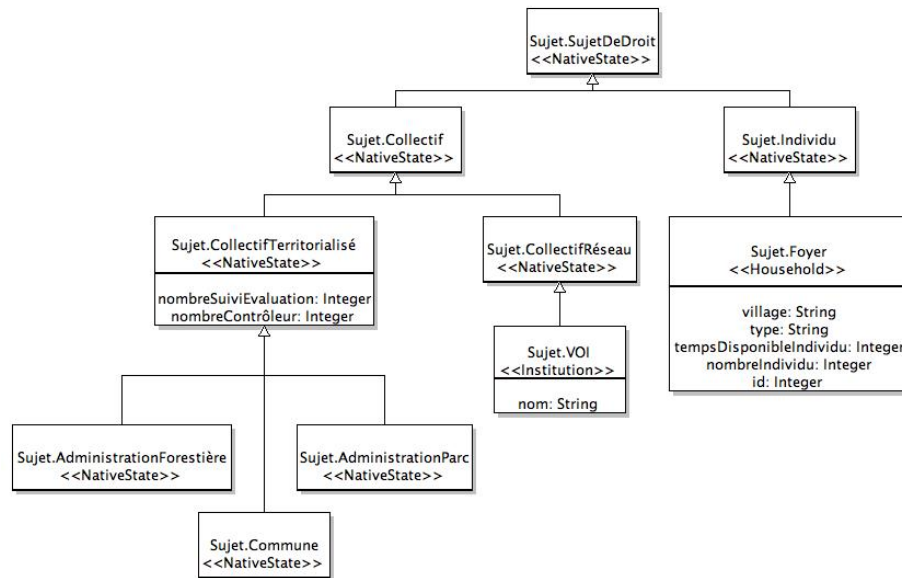 Sujet.SujetDeDroit
<<NativeState>>
Sujet.Collectif
<<NativeState>>
Sujet.Individu
<<NativeState>>
Sujet.CollectifTerritorialisé
<<NativeState>>
nombreSuiviEvaluation: Integer
nombreContrôleur: Integer
Sujet.CollectifRéseau
<<NativeState>>
Sujet.Foyer
<<Household>>
village: String
type: String
tempsDisponibleIndividu: Integer
nombreIndividu: Integer
id: Integer
Sujet.VOI
<<Institution>>
nom: String
Sujet.AdministrationForestière
<<NativeState>>
Sujet.AdministrationParc
<<NativeState>>
Sujet.Commune
<<NativeState>>